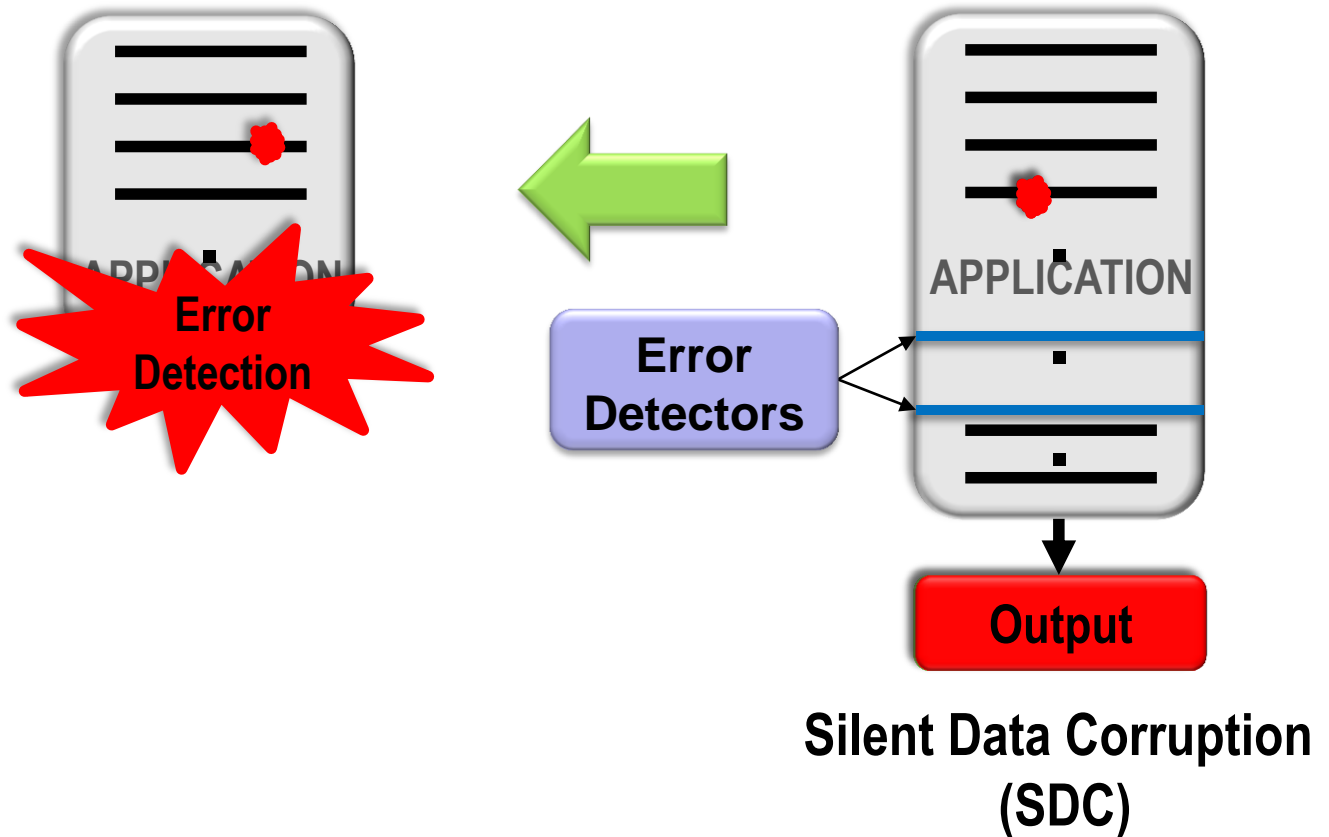 Error
Detection
APPLICATION
Error
Detectors
Output
Silent Data Corruption
(SDC)